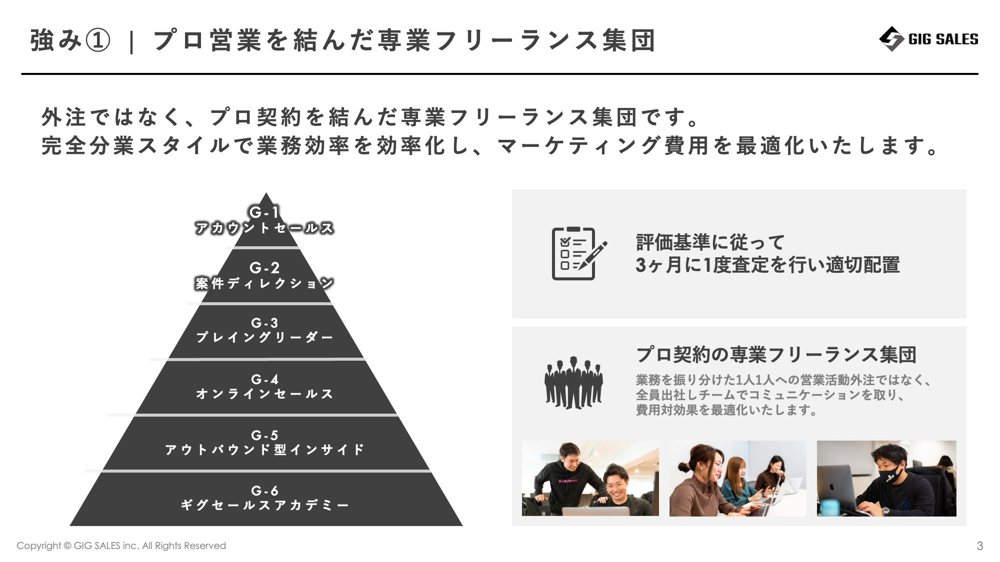 強み① | プロ営業を結んだ専業フリーランス集団
GIG SALES
外注ではなく、プロ契約を結んだ専業フリーランス集団です。
完全分業スタイルで業務効率を効率化し、マーケティング費用を最適化いたします。
G-1
アカウントセールス
G-2
案件ディレクション
G-3
プレイングリーダー
G-4
オンラインセールス
G-5
アウトバウンド型インサイド
G-6
ギグセールスアカデミー
評価基準に従って
3ヶ月に1度査定を行い適切配置
プロ契約の専業フリーランス集団
業務を振り分けた1人1人への営業活動外注ではなく、
全員出社しチームでコミュニケーションを取り、
費用対効果を最適化いたします。
Copyright © GIG SALES inc. All Rights Reserved
3